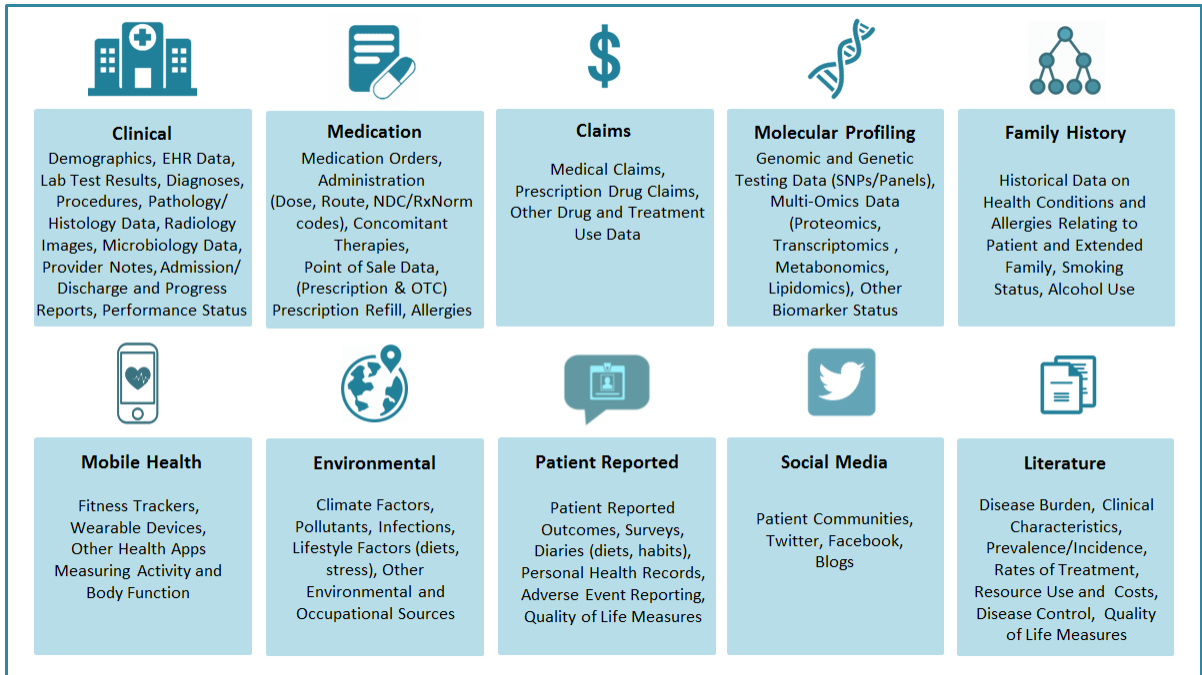 Clinical
Demographics, EHR Data,
Lab Test Results, Diagnoses,
Procedures, Pathology/
Histology Data, Radiology
Images, Microbiology Data,
Provider Notes, Admission/
Discharge and Progress
Reports, Performance Status
Medication
Medication Orders,
Administration
(Dose, Route, NDC/RxNorm
codes), Concomitant
Therapies,
Point of Sale Data,
(Prescription & OTC)
Prescription Refill, Allergies
Claims
Medical Claims,
Prescription Drug Claims,
Other Drug and Treatment
Use Data
Molecular Profiling
Genomic and Genetic
Testing Data (SNPs/Panels),
Multi-Omics Data
(Proteomics,
Transcriptomics ,
Metabonomics,
Lipidomics), Other
Biomarker Status
Family History
Historical Data on
Health Conditions and
Allergies Relating to
Patient and Extended
Family, Smoking
Status, Alcohol Use
Mobile Health
Fitness Trackers,
Wearable Devices,
Other Health Apps
Measuring Activity and
Body Function
Environmental
Climate Factors,
Pollutants, Infections,
Lifestyle Factors (diets,
stress), Other
Environmental and
Occupational Sources
Patient Reported
Patient Reported
Outcomes, Surveys,
Diaries (diets, habits),
Personal Health Records,
Adverse Event Reporting,
Quality of Life Measures
Social Media
Patient Communities,
Twitter, Facebook,
Blogs
Literature
Disease Burden, Clinical
Characteristics,
Prevalence/Incidence,
Rates of Treatment,
Resource Use and Costs,
Disease Control, Quality
of Life Measures